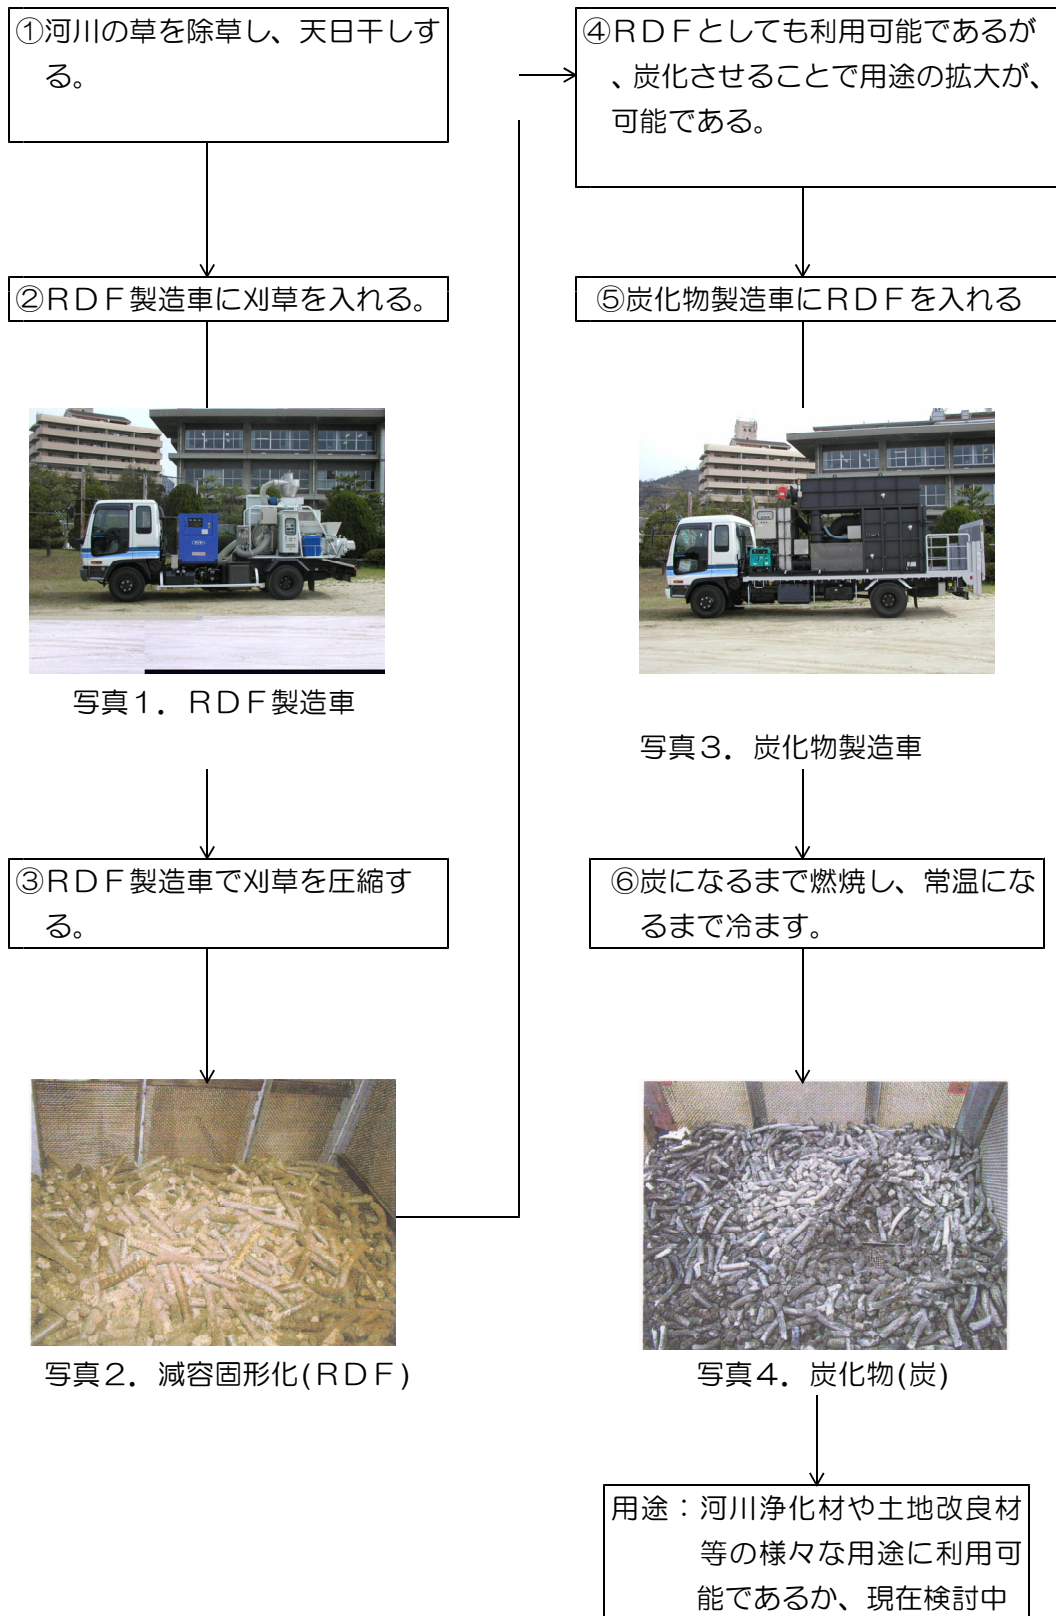 ①河川の草を除草し、天日干しす
る。
②ＲＤＦ製造車に刈草を入れる。
写真１．ＲＤＦ製造車
③ＲＤＦ製造車で刈草を圧縮す
る。
写真２．減容固形化(ＲＤＦ)
④ＲＤＦとしても利用可能であるが
、炭化させることで用途の拡大が、
可能である。
⑤炭化物製造車にＲＤＦを入れる
写真３．炭化物製造車
⑥炭になるまで燃焼し、常温にな
るまで冷ます。
写真４．炭化物(炭)
用途：河川浄化材や土地改良材
等の様々な用途に利用可
能であるか、現在検討中